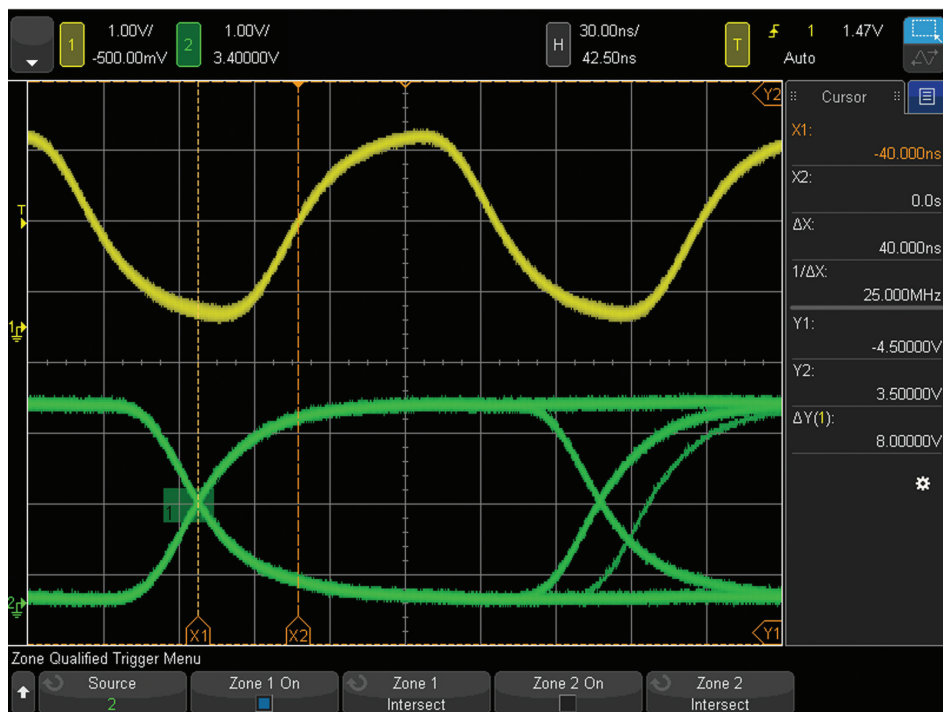 1 1.00V/ 2 1.00V/ H 30.00ns/ T 1 1.47V
-500.00mV 3.40000V 42.50ns Auto
Y2
Cursor
X1:
-40.000ns
X2:
0.0s
ΔX:
40.000ns
1/ΔX:
25.000MHz
Y1:
-4.50000V
Y2:
3.50000V
ΔY(1):
8.00000V
T
1
1
2
X1 X2 Y1
Zone Qualified Trigger Menu
Source Zone 1 On Zone 1 Zone 2 On Zone 2
2 Intersect Intersect